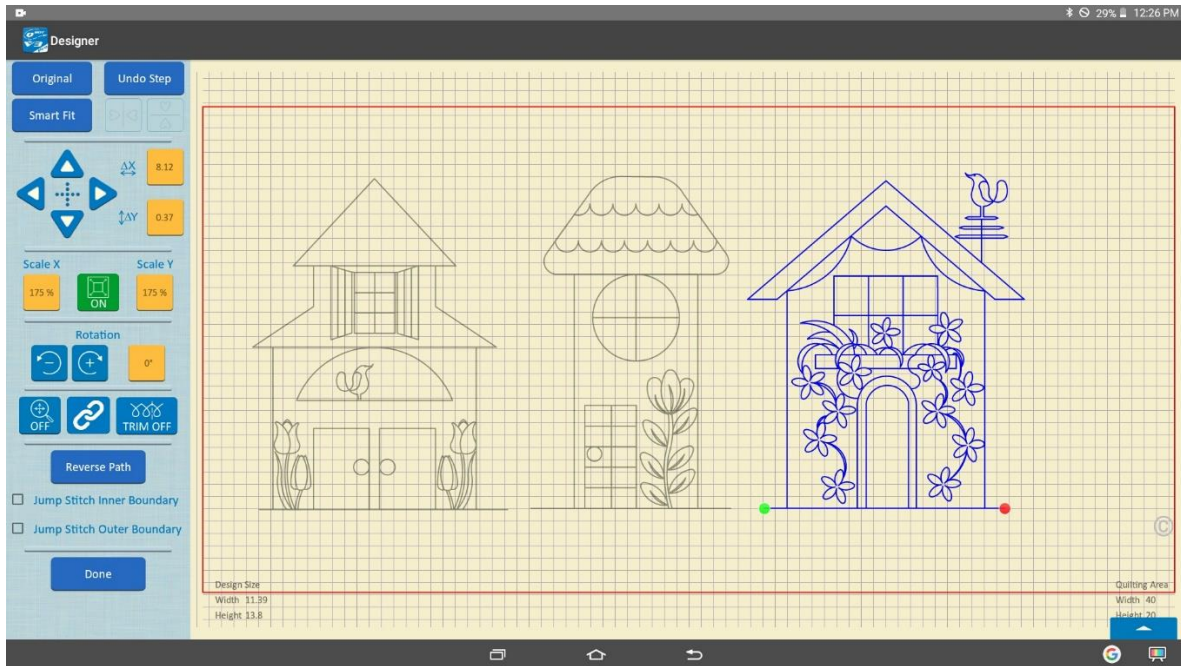 29% 12:26 PM
Designer
Original
Undo Step
Smart Fit
ΔX
8.12
ΔY
0.37
Scale X
Scale Y
175 %
ON
175 %
Rotation
0°
OFF
TRIM OFF
Reverse Path
Jump Stitch Inner Boundary
Jump Stitch Outer Boundary
Done
Design Size
Width 11.39
Height 13.8
©
Quilting Area
Width 40
Height 20
G